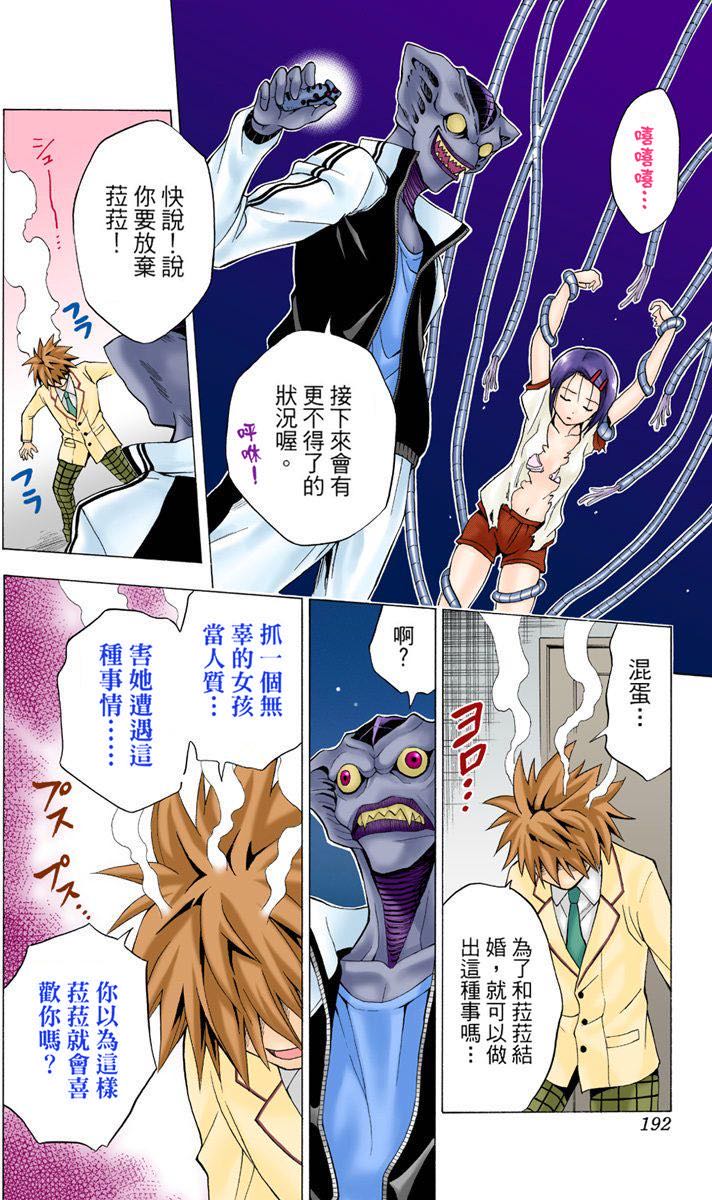 嘻嘻嘻…
接下來會有
更不得了的
狀況喔。
呼咻！
快說！說
你要放棄
菈菈！
シュー…
フラ
フラ
混蛋…
ヨロ…
為了和菈菈結
婚，就可以做
出這種事嗎…
啊？
抓一個無
辜的女孩
當人質…
害她遭遇這
種事情……
プス
プス…
你以為這樣
菈菈就會喜
歡你嗎？
192